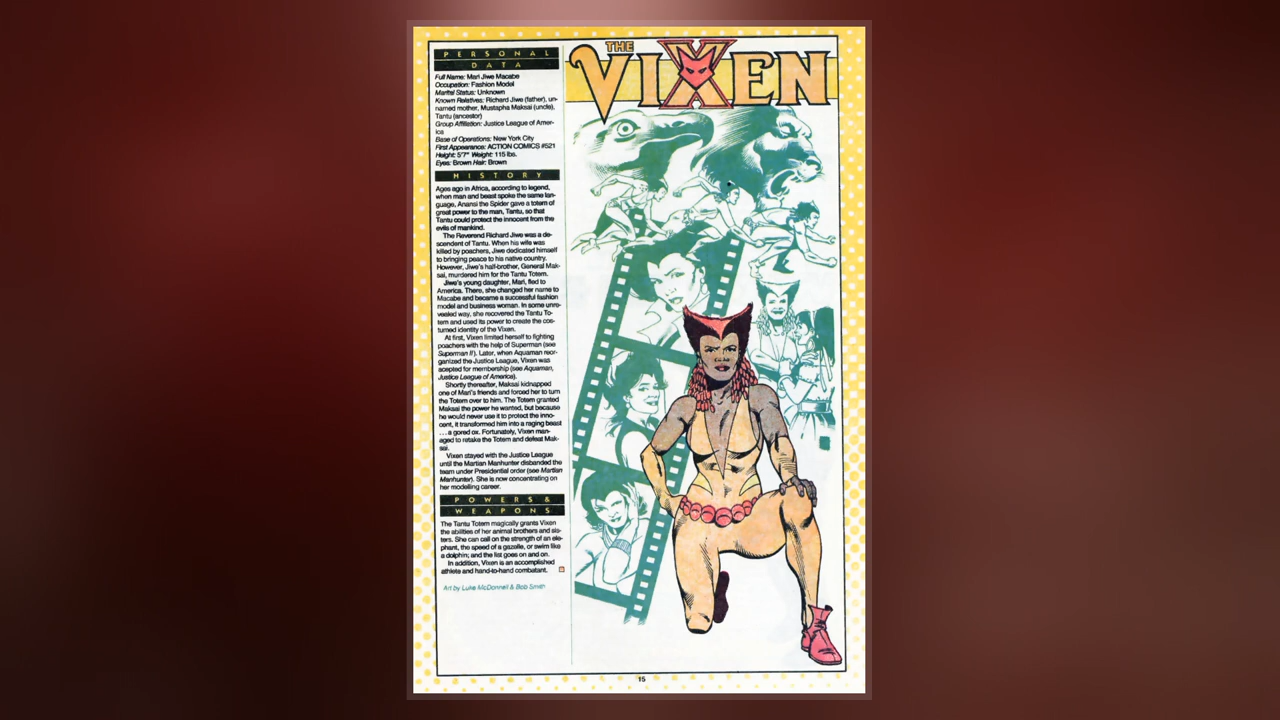 PERSONAL
DATA
Full Name: Mari Jiwe Macabe
Occupation: Fashion Model
Marital Status: Unknown
Known Relatives: Richard Jiwe (father), un-
named mother, Mustapha Maksai (uncle),
Tantu (ancestor)
Group Affiliation: Justice League of Amer-
ica
Base of Operations: New York City
First Appearance: ACTION COMICS #521
Height: 5'7" Weight: 115 lbs.
Eyes: Brown Hair: Brown
HISTORY
Ages ago in Africa, according to legend,
when man and beast spoke the same lan-
guage, Anansi the Spider gave a totem of
great power to the man, Tantu, so that
Tantu could protect the innocent from the
evils of mankind.
The Reverend Richard Jiwe was a de-
scendent of Tantu. When his wife was
killed by poachers, Jiwe dedicated himself
to bringing peace to his native country.
However, Jiwe's half-brother, General Mak-
sai, murdered him for the Tantu Totem.
Jiwe's young daughter, Mari, fled to
America. There, she changed her name to
Macabe and became a successful fashion
model and business woman. In some unre-
vealed way, she recovered the Tantu To-
tem and used its power to create the cos-
tumed identity of the Vixen.
At first, Vixen limited herself to fighting
poachers with the help of Superman (see
Superman II). Later, when Aquaman reor-
ganized the Justice League, Vixen was
acepted for membership (see Aquaman,
Justice League of America).
Shortly thereafter, Maksai kidnapped
one of Mari's friends and forced her to turn
the Totem over to him. The Totem granted
Maksai the power he wanted, but because
he would never use it to protect the inno-
cent, it transformed him into a raging beast
. . . a gored ox. Fortunately, Vixen man-
aged to retake the Totem and defeat Mak-
sai.
Vixen stayed with the Justice League
until the Martian Manhunter disbanded the
team under Presidential order (see Martian
Manhunter). She is now concentrating on
her modelling career.
POWERS &
WEAPONS
The Tantu Totem magically grants Vixen
the abilities of her animal brothers and sis-
ters. She can call on the strength of an ele-
phant, the speed of a gazelle, or swim like
a dolphin; and the list goes on and on.
In addition, Vixen is an accomplished
athlete and hand-to-hand combatant.
Art by Luke McDonnell & Bob Smith
THE
VIXEN
15